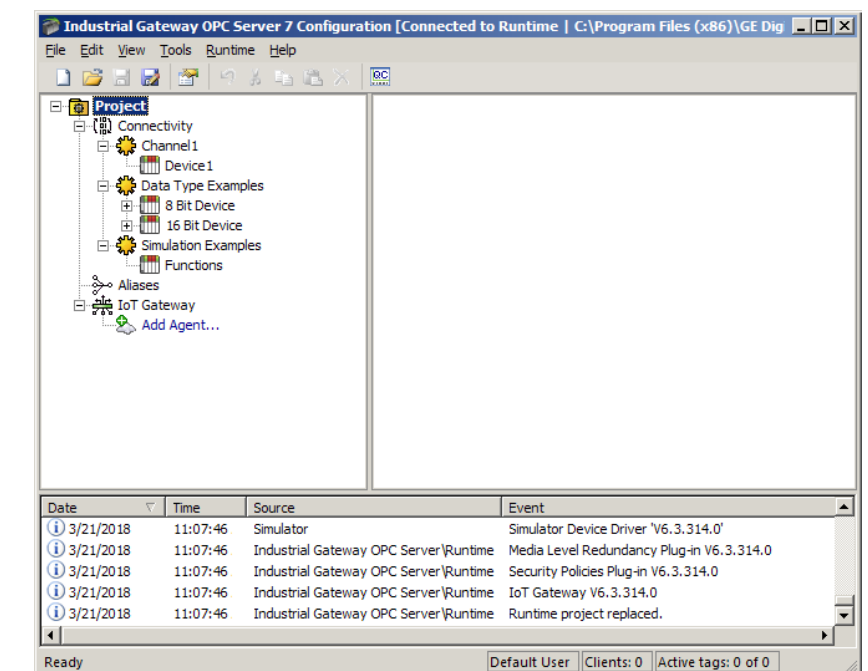 Industrial Gateway OPC Server 7 Configuration [Connected to Runtime | C:\Program Files (x86)\GE Dig
File Edit View Tools Runtime Help
QC
Project
Connectivity
Channel1
Device1
Data Type Examples
8 Bit Device
16 Bit Device
Simulation Examples
Functions
Aliases
IoT Gateway
Add Agent...
Date Time Source Event
3/21/2018 11:07:46 Simulator Simulator Device Driver 'V6.3.314.0'
3/21/2018 11:07:46 Industrial Gateway OPC Server\Runtime Media Level Redundancy Plug-in V6.3.314.0
3/21/2018 11:07:46 Industrial Gateway OPC Server\Runtime Security Policies Plug-in V6.3.314.0
3/21/2018 11:07:46 Industrial Gateway OPC Server\Runtime IoT Gateway V6.3.314.0
3/21/2018 11:07:46 Industrial Gateway OPC Server\Runtime Runtime project replaced.
Ready Default User Clients: 0 Active tags: 0 of 0